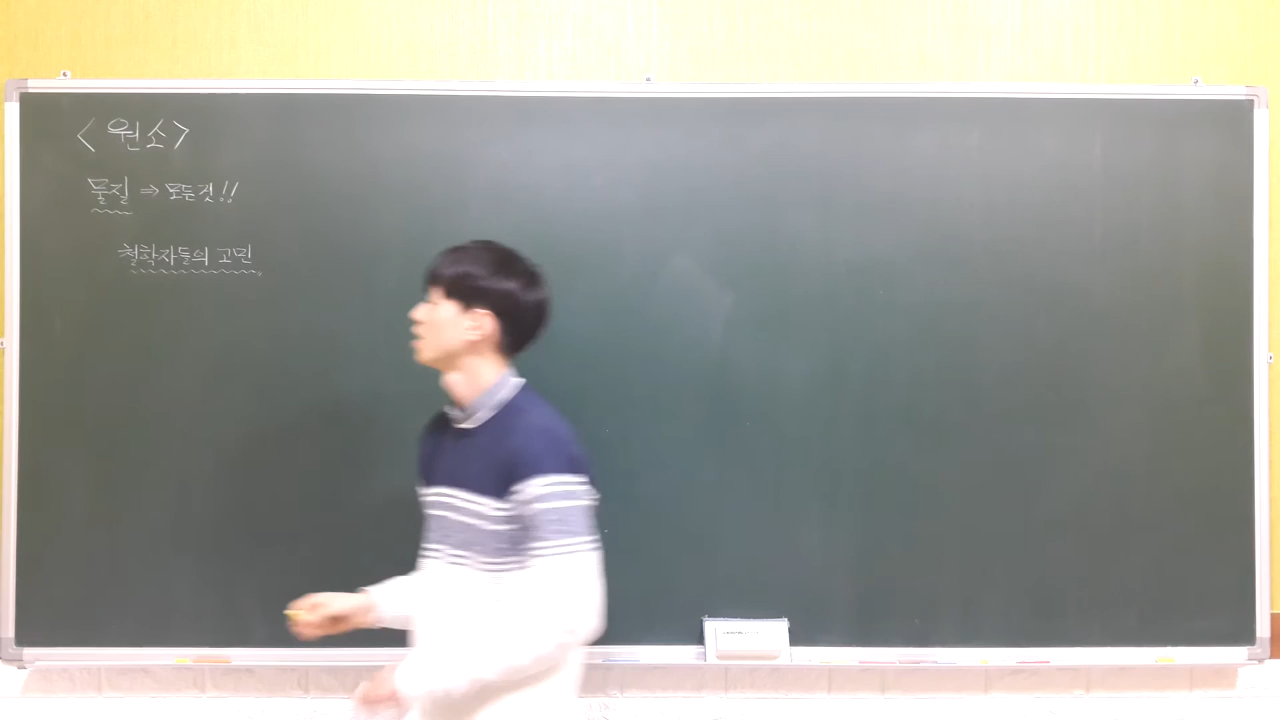 <원소>
물질 ⇒ 모든것!!
철학자들의 고민